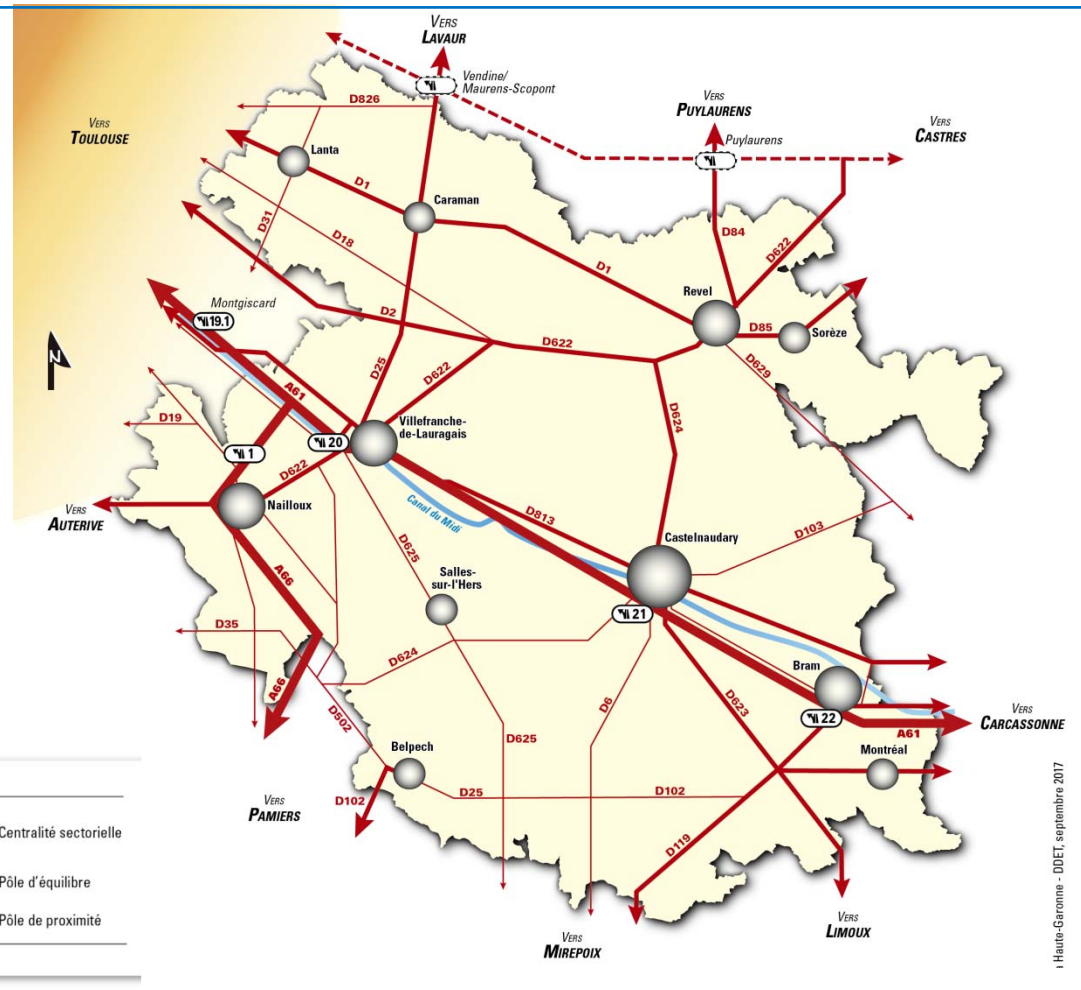 VERS
LAVAUR
Vendine/
Maurens-Scopont
D826
VERS
PUYLAURENS
VERS
TOULOUSE
VERS
CASTRES
Puylaurens
Lanta
D1
Caraman
D31
D18
D84
D622
D1
Revel
Montgiscard
19.1
D2
D85
Sorèze
N
D622
D25
D622
D629
A61
D624
D19
Villefranche-
de-Lauragais
20
1
D622
Nailloux
VERS
AUTERIVE
Canal du Midi
D813
D103
D625
Castelnaudary
A66
Salles-
sur-l'Hers
21
D35
D624
Bram
A66
D6
D623
D502
22
VERS
CARCASSONNE
A61
D625
Belpech
Montréal
VERS
PAMIERS
D102
D25
D102
D119
Centralité sectorielle
Pôle d'équilibre
Pôle de proximité
VERS
LIMOUX
VERS
MIREPOIX
Haute-Garonne - DDET, septembre 2017